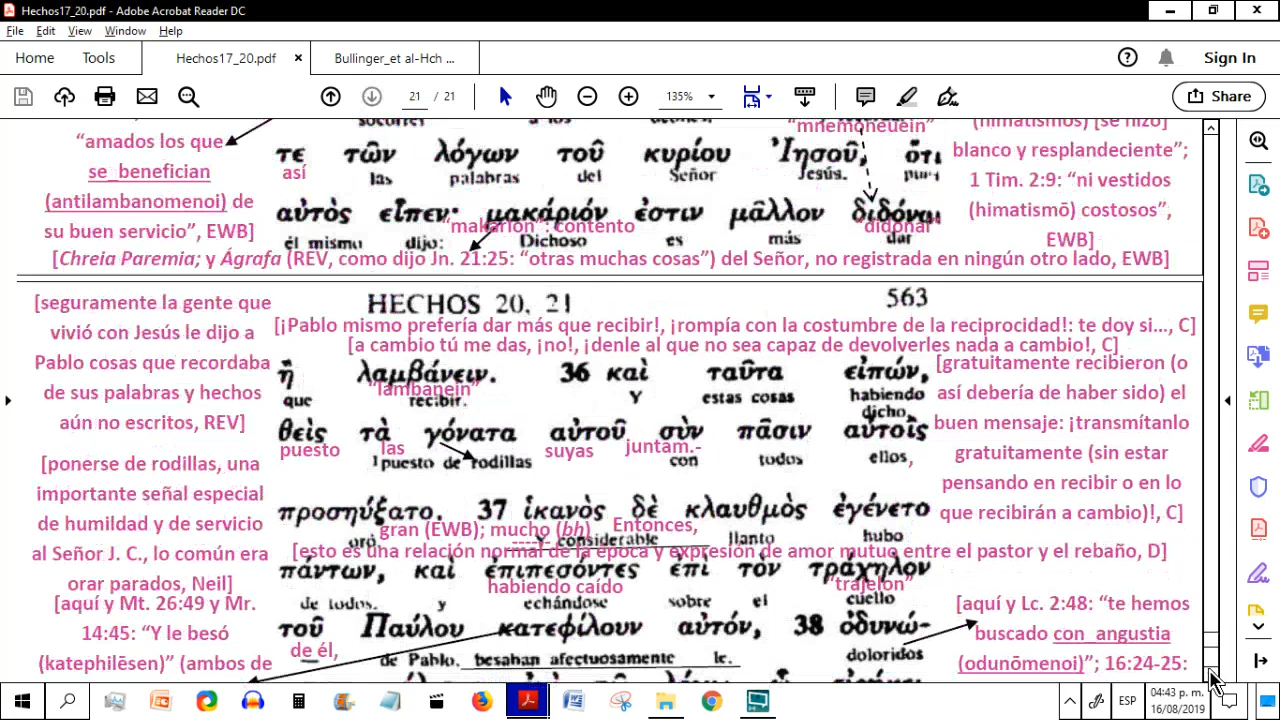 Hechos17_20.pdf - Adobe Acrobat Reader DC
File Edit View Window Help
Home Tools Hechos17_20.pdf × Bullinger_et al-Hch ... Sign In
21 / 21 135% Share
“amados los que
se_benefician
(antilambanomenoi) de
su buen servicio”, EWB]
“mnemoneuein”
(himatismos) [se hizo]
blanco y resplandeciente”;
1 Tim. 2:9: “ni vestidos
(himatismō) costosos”,
EWB]
τε τῶν λόγων τοῦ κυρίου Ἰησοῦ, ὅτι
así las palabras del Señor Jesús.
αὐτὸς εἶπεν· μακάριόν ἐστιν μᾶλλον διδόναι
“makarion”: contento “didonai”
él mismo dijo: Dichoso es más dar
[Chreia Paremia; y Ágrafa (REV, como dijo Jn. 21:25: “otras muchas cosas”) del Señor, no registrada en ningún otro lado, EWB]
HECHOS 20, 21 563
[seguramente la gente que
vivió con Jesús le dijo a
Pablo cosas que recordaba
de sus palabras y hechos
aún no escritos, REV]
[¡Pablo mismo prefería dar más que recibir!, ¡rompía con la costumbre de la reciprocidad!: te doy si..., C]
[a cambio tú me das, ¡no!, ¡denle al que no sea capaz de devolverles nada a cambio!, C]
ἢ λαμβάνειν. 36 καὶ ταῦτα εἰπών,
“lambanein”
que recibir. Y estas cosas habiendo
dicho,
θεὶς τὰ γόνατα αὐτοῦ σὺν πᾶσιν αὐτοῖς
puesto las suyas juntam.-
puesto de rodillas con todos ellos,
[gratuitamente recibieron (o
así debería de haber sido) el
buen mensaje: ¡transmítanlo
gratuitamente (sin estar
pensando en recibir o en lo
que recibirán a cambio)!, C]
[ponerse de rodillas, una
importante señal especial
de humildad y de servicio
al Señor J. C., lo común era
orar parados, Neil]
προσηύξατο. 37 ἱκανὸς δὲ κλαυθμὸς ἐγένετο
gran (EWB); mucho (bh) Entonces,
oró Y considerable llanto hubo
[esto es una relación normal de la época y expresión de amor mutuo entre el pastor y el rebaño, D]
πάντων, καὶ ἐπιπεσόντες ἐπὶ τὸν τράχηλον
habiendo caído “trajelon”
de todos. y echándose sobre el cuello
τοῦ Παύλου κατεφίλουν αὐτόν, 38 ὀδυνώ-
de él,
de Pablo, besaban afectuosamente le. doloridos
[aquí y Mt. 26:49 y Mr.
14:45: “Y le besó
(katephilēsen)” (ambos de
[aquí y Lc. 2:48: “te hemos
buscado con_angustia
(odunōmenoi)”; 16:24-25:
ESP 04:43 p. m.
16/08/2019